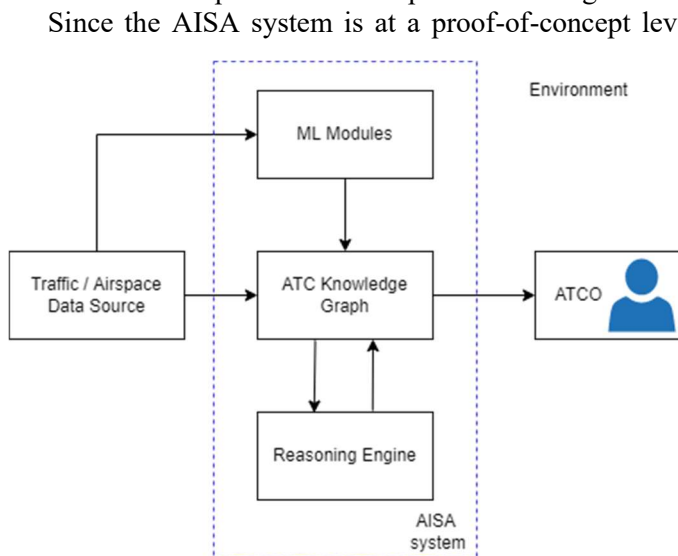 Since the AISA system is at a proof-of-concept lev
Environment
ML Modules
Traffic / Airspace
Data Source
ATC Knowledge
Graph
ATCO
Reasoning Engine
AISA
system